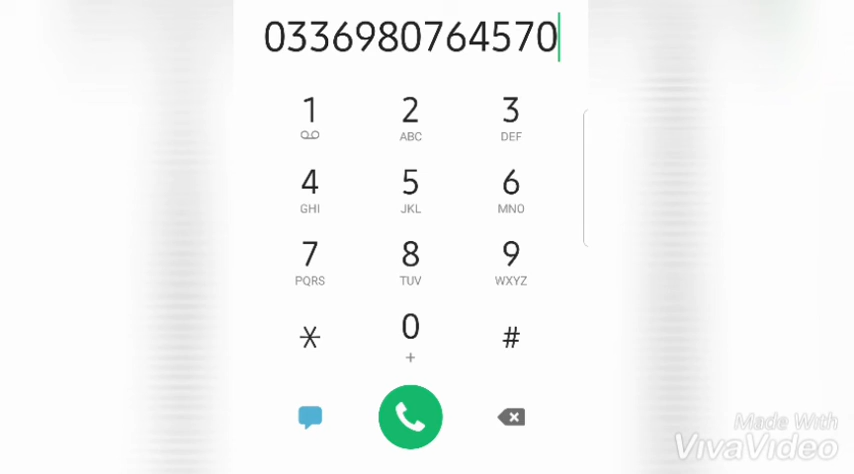 0336980764570
1 2 3
ABC DEF
4 5 6
GHI JKL MNO
7 8 9
PQRS TUV WXYZ
* 0 #
+
Made With
VivaVideo